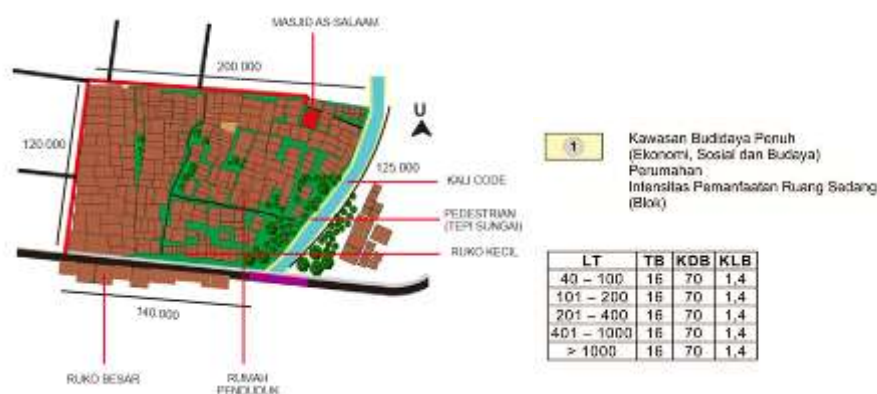 MASJID AS-SALAAM
200.000
120.000
U
125.000
KALI CODE
PEDESTRIAN
(TEPI SUNGAI)
RUKO KECIL
140.000
RUKO BESAR
RUMAH
PENDUDUK
1
Kawasan Budidaya Penuh
(Ekonomi, Sosial dan Budaya)
Perumahan
Intensitas Pemanfaatan Ruang Sedang
(Blok)
LT TB KDB KLB
40 – 100 16 70 1,4
101 – 200 16 70 1,4
201 – 400 16 70 1,4
401 – 1000 16 70 1,4
> 1000 16 70 1,4